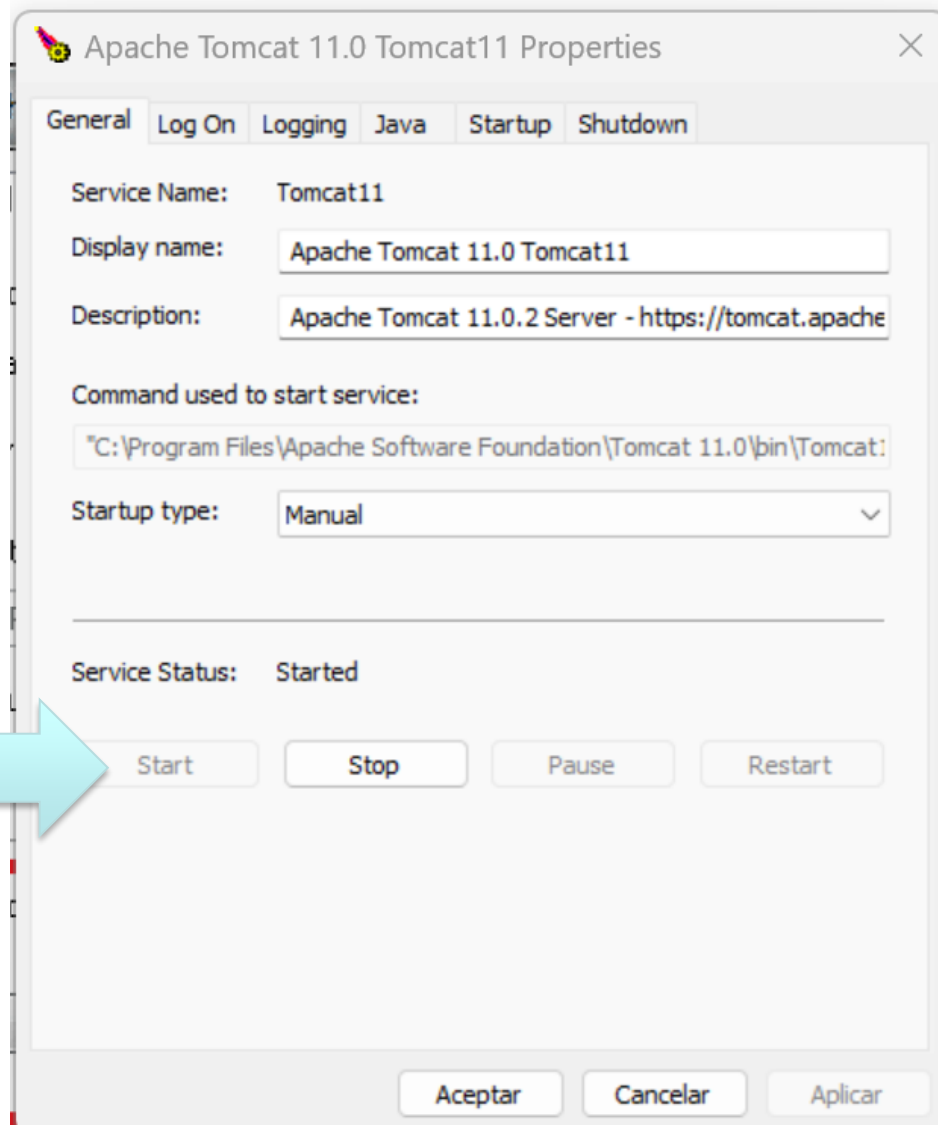 Apache Tomcat 11.0 Tomcat11 Properties
General Log On Logging Java Startup Shutdown
Service Name: Tomcat11
Display name: Apache Tomcat 11.0 Tomcat11
Description: Apache Tomcat 11.0.2 Server - https://tomcat.apache
Command used to start service:
"C:\Program Files\Apache Software Foundation\Tomcat 11.0\bin\Tomcat1
Startup type: Manual
Service Status: Started
Start Stop Pause Restart
Aceptar Cancelar Aplicar